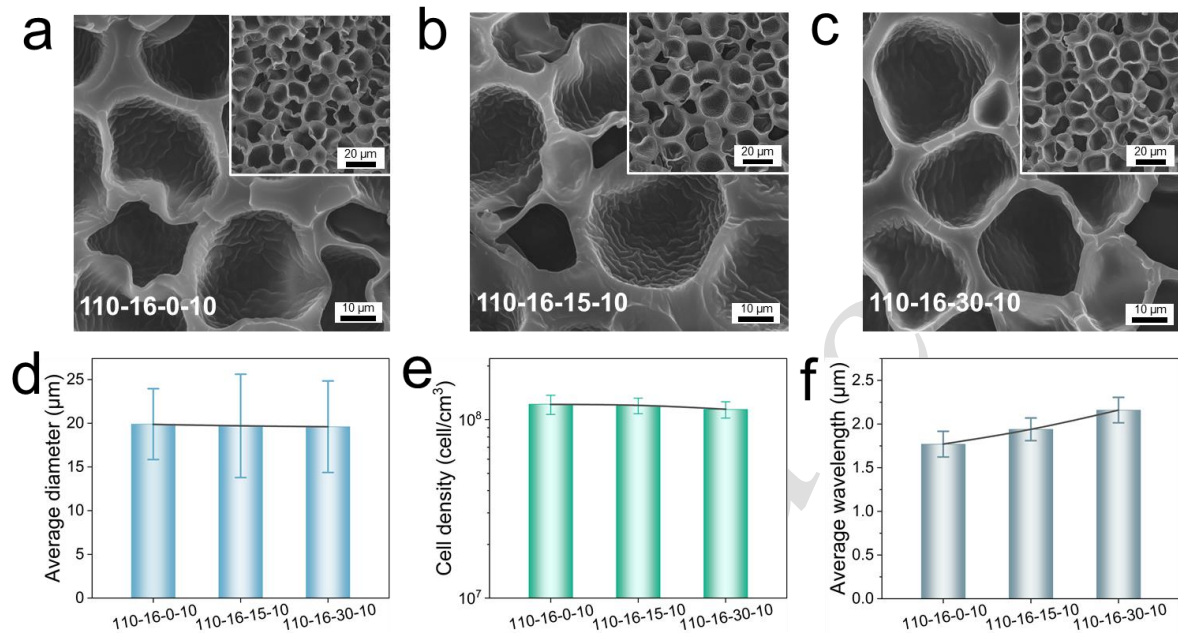 a
20 μm
110-16-0-10
10 μm
b
20 μm
110-16-15-10
10 μm
c
20 μm
110-16-30-10
10 μm
d
Average diameter (μm)
25
20
15
10
5
0
110-16-0-10
110-16-15-10
110-16-30-10
e
Cell density (cell/cm³)
10⁸
10⁷
110-16-0-10
110-16-15-10
110-16-30-10
f
Average wavelength (μm)
2.5
2.0
1.5
1.0
0.5
0.0
110-16-0-10
110-16-15-10
110-16-30-10